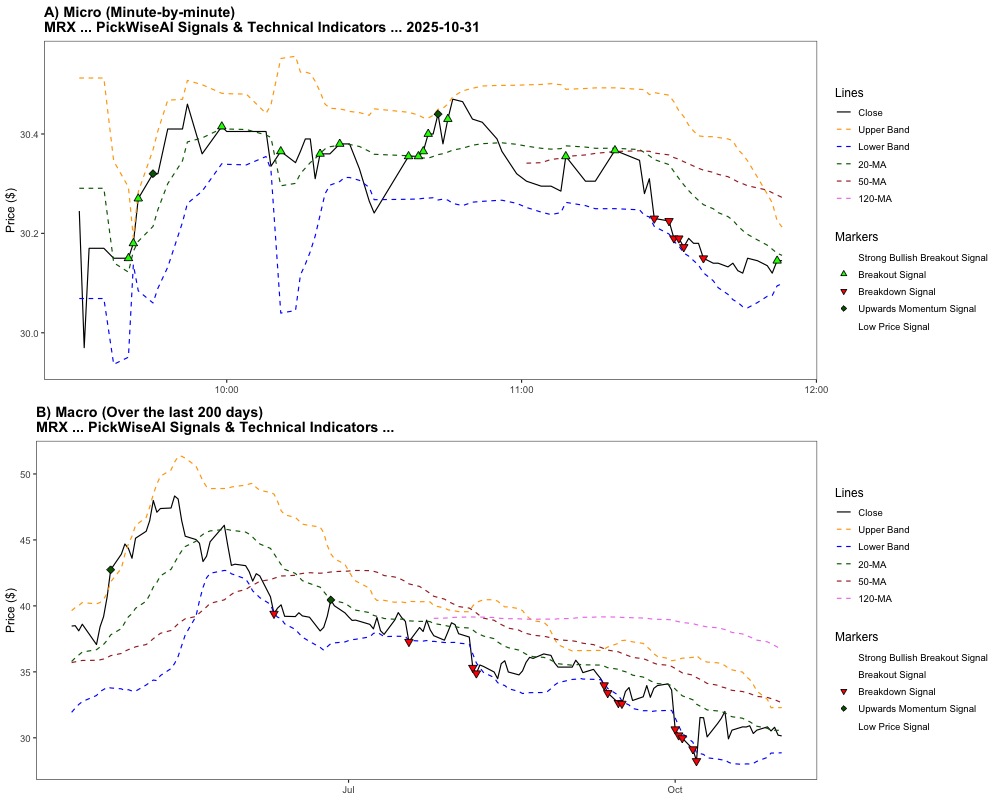 A) Micro (Minute-by-minute)
MRX ... PickWiseAI Signals & Technical Indicators ... 2025-10-31
Price ($)
30.4
30.2
30.0
10:00
11:00
12:00
Lines
Close
Upper Band
Lower Band
20-MA
50-MA
120-MA
Markers
Strong Bullish Breakout Signal
Breakout Signal
Breakdown Signal
Upwards Momentum Signal
Low Price Signal
B) Macro (Over the last 200 days)
MRX ... PickWiseAI Signals & Technical Indicators ...
Price ($)
50
45
40
35
30
Jul
Oct
Lines
Close
Upper Band
Lower Band
20-MA
50-MA
120-MA
Markers
Strong Bullish Breakout Signal
Breakout Signal
Breakdown Signal
Upwards Momentum Signal
Low Price Signal